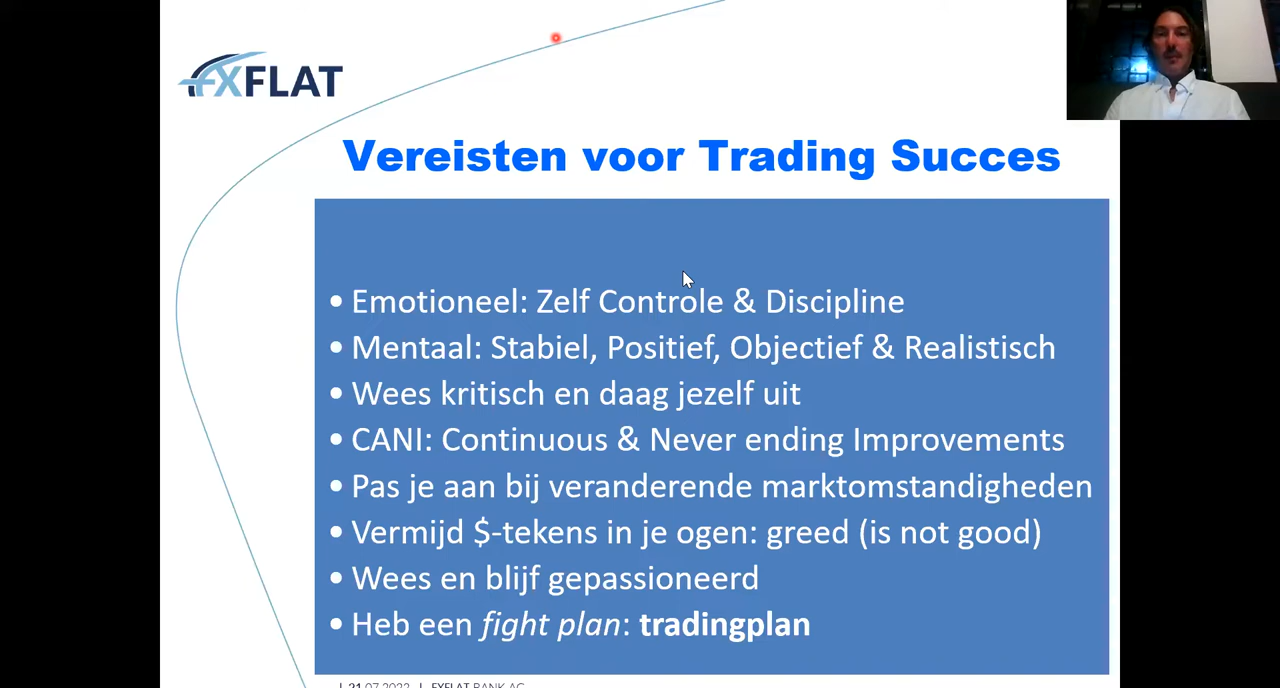 FXFLAT
Vereisten voor Trading Succes
• Emotioneel: Zelf Controle & Discipline
• Mentaal: Stabiel, Positief, Objectief & Realistisch
• Wees kritisch en daag jezelf uit
• CANI: Continuous & Never ending Improvements
• Pas je aan bij veranderende marktomstandigheden
• Vermijd $-tekens in je ogen: greed (is not good)
• Wees en blijf gepassioneerd
• Heb een fight plan: tradingplan
| 21.07.2022 | FXFLAT BANK AG